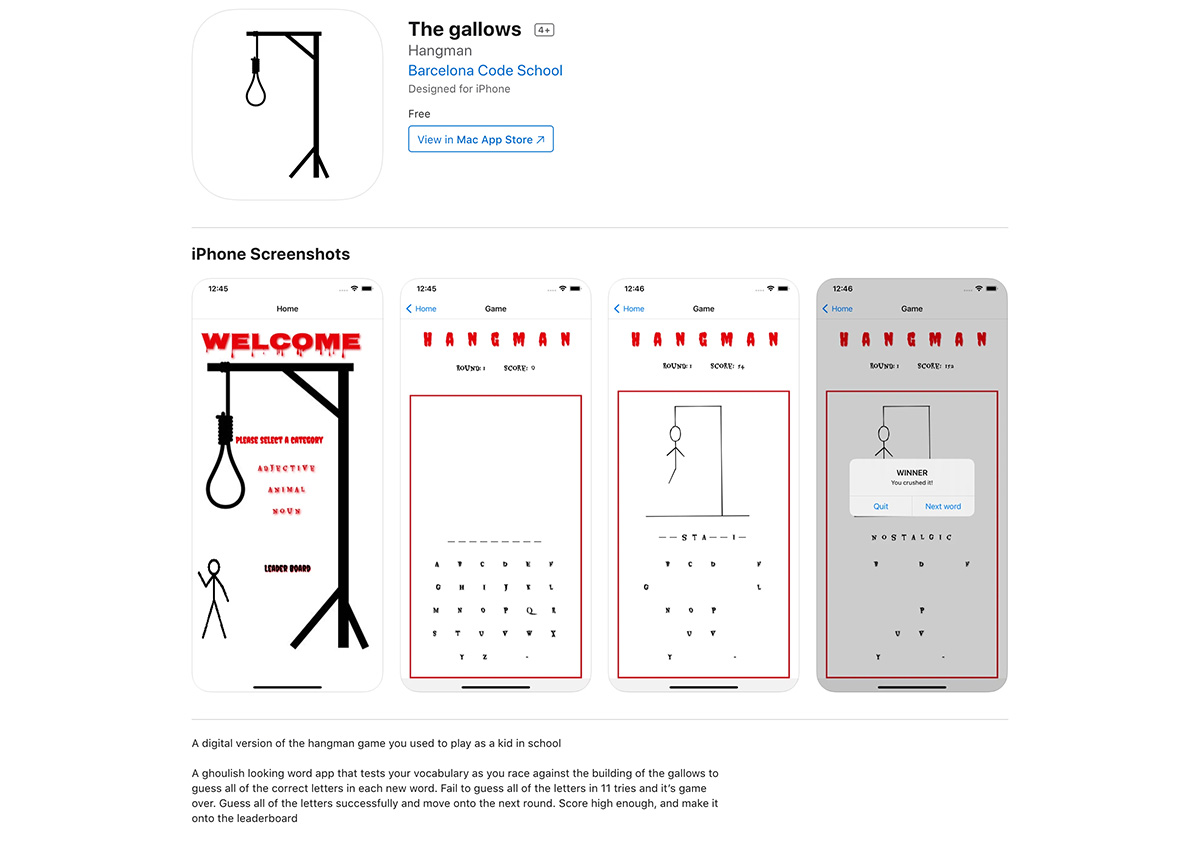 The gallows 4+
Hangman
Barcelona Code School
Designed for iPhone
Free
View in Mac App Store ↗
iPhone Screenshots
12:45
Home
WELCOME
PLEASE SELECT A CATEGORY
ADJECTIVE
ANIMAL
NOUN
LEADER BOARD
12:45
Home Game
HANGMAN
ROUND: 1 SCORE: 0
_ _ _ _ _ _ _ _ _
A B C D E F
G H I J K L
M N O P Q R
S T U V W X
Y Z -
12:46
Home Game
HANGMAN
ROUND: 1 SCORE: 54
_ _ S T A _ _ I _
B C D F
G L
N O P
U V
Y -
12:46
Home Game
HANGMAN
ROUND: 1 SCORE: 152
WINNER
You crushed it!
Quit Next word
NOSTALGIC
B D F
P
U V
Y -
A digital version of the hangman game you used to play as a kid in school
A ghoulish looking word app that tests your vocabulary as you race against the building of the gallows to
guess all of the correct letters in each new word. Fail to guess all of the letters in 11 tries and it’s game
over. Guess all of the letters successfully and move onto the next round. Score high enough, and make it
onto the leaderboard